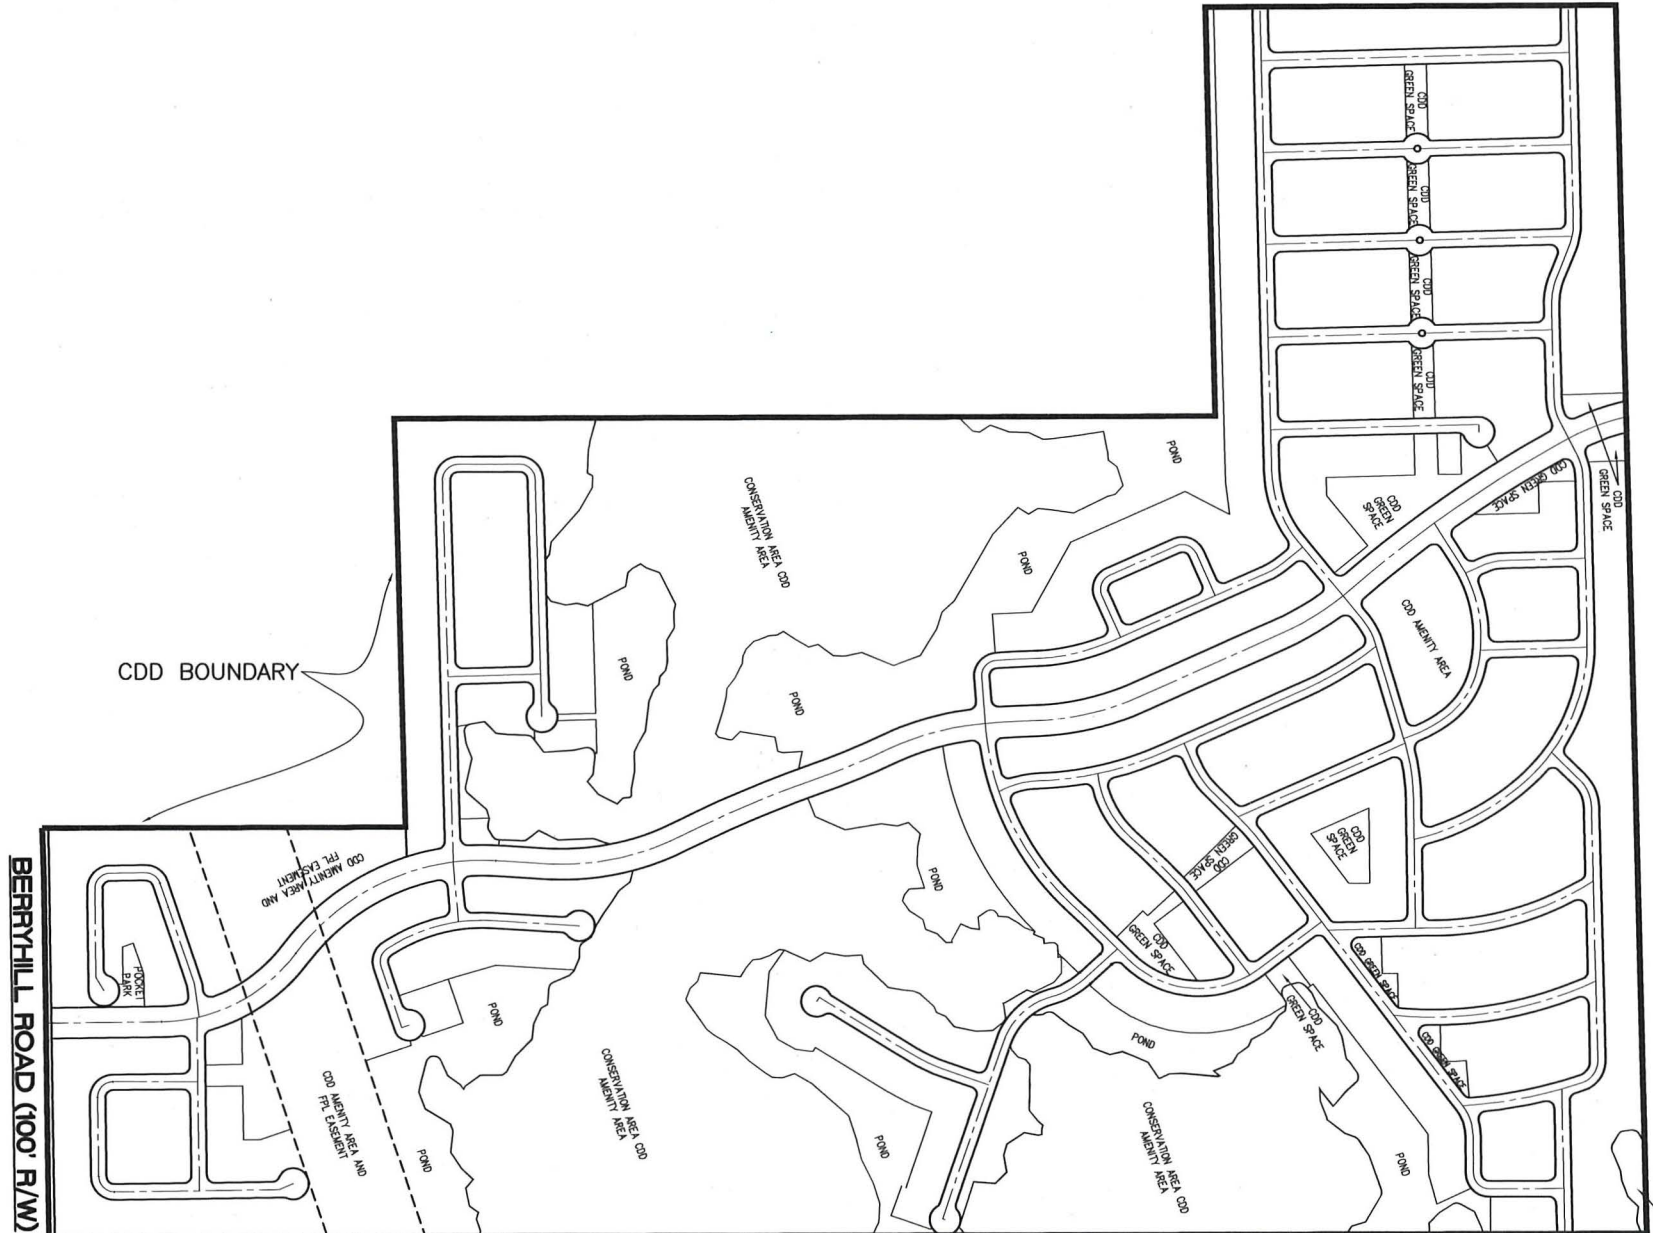 CDD
GREEN SPACE
CDD
GREEN SPACE
CDD
GREEN SPACE
CDD
GREEN SPACE
CDD
GREEN SPACE
CDD
GREEN SPACE
CDD
GREEN
SPACE
POND
CONSERVATION AREA CDD
AMENITY AREA
POND
CDD AMENITY AREA
CDD BOUNDARY
POND
POND
CDD
GREEN SPACE
CDD
GREEN
SPACE
CDD AMENITY AREA AND
FPL EASEMENT
POND
CDD
GREEN SPACE
CDD GREEN SPACE
POCKET
PARK
POND
CDD
GREEN SPACE
POND
CDD GREEN SPACE
CONSERVATION AREA CDD
AMENITY AREA
CDD AMENITY AREA AND
FPL EASEMENT
POND
POND
CONSERVATION AREA CDD
AMENITY AREA
POND
BERRYHILL ROAD (100' R/W)